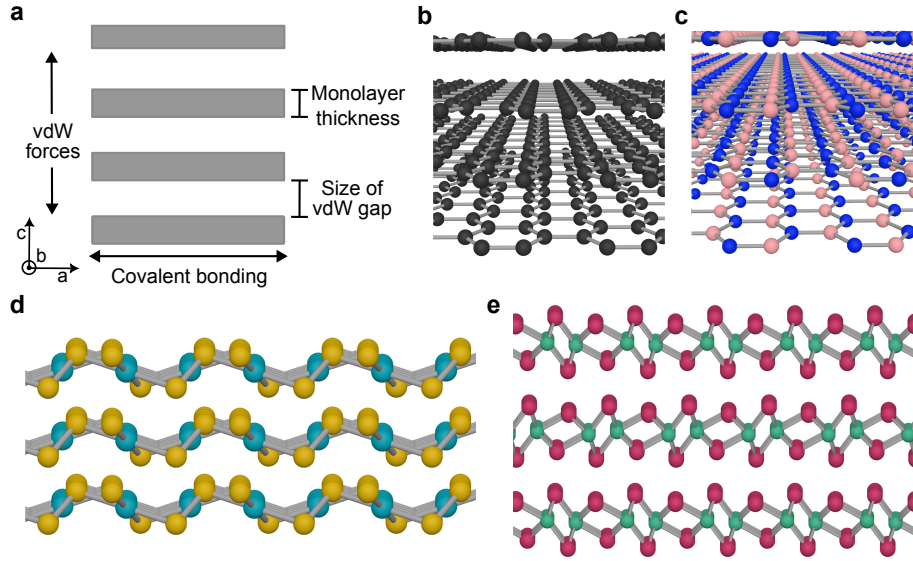 a
vdW
forces
Monolayer
thickness
Size of
vdW gap
c
b
a
Covalent bonding
b
c
d
e